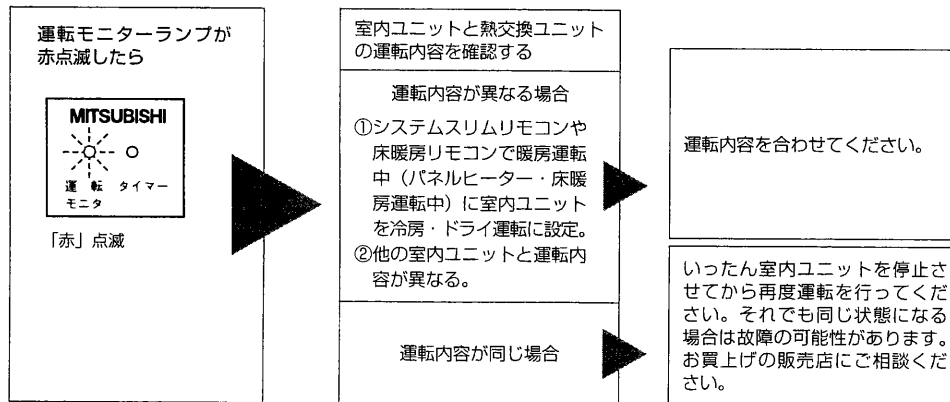 運転モニターランプが
赤点滅したら
MITSUBISHI
運 転 タイマー
モニタ
「赤」点滅
室内ユニットと熱交換ユニット
の運転内容を確認する
運転内容が異なる場合
①システムスリムリモコンや
床暖房リモコンで暖房運転
中（パネルヒーター・床暖
房運転中）に室内ユニット
を冷房・ドライ運転に設定。
②他の室内ユニットと運転内
容が異なる。
運転内容が同じ場合
運転内容を合わせてください。
いったん室内ユニットを停止さ
せてから再度運転を行ってくだ
さい。それでも同じ状態になる
場合は故障の可能性があります。
お買上げの販売店にご相談くだ
さい。